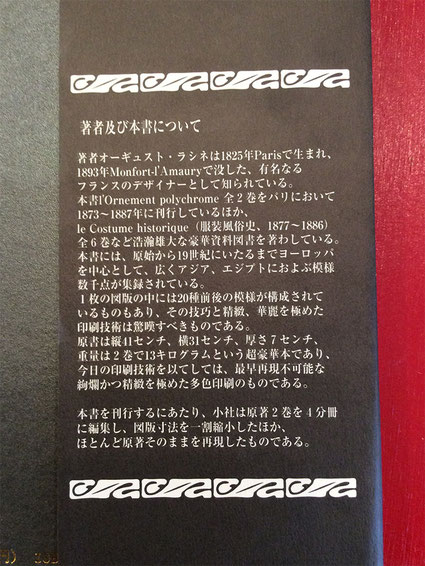 著者及び本書について
著者オーギュスト・ラシネは1825年Parisで生まれ、
1893年Monfort-l'Amauryで没した、有名なる
フランスのデザイナーとして知られている。
本書l'Ornement polychrome 全2巻をパリにおいて
1873〜1887年に刊行しているほか、
le Costume historique（服装風俗史、1877〜1886）
全6巻など浩瀚雄大な豪華資料図書を著わしている。
本書には、原始から19世紀にいたるまでヨーロッパ
を中心として、広くアジア、エジプトにおよぶ模様
数千点が集録されている。
1枚の図版の中には20種前後の模様が構成されて
いるものもあり、その技巧と精緻、華麗を極めた
印刷技術は驚嘆すべきものである。
原書は縦41センチ、横31センチ、厚さ7センチ、
重量は2巻で13キログラムという超豪華本であり、
今日の印刷技術を以てしては、最早再現不可能な
絢爛かつ精緻を極めた多色印刷のものである。
本書を刊行するにあたり、小社は原著2巻を4分冊
に編集し、図版寸法を一割縮小したほか、
ほとんど原著そのままを再現したものである。